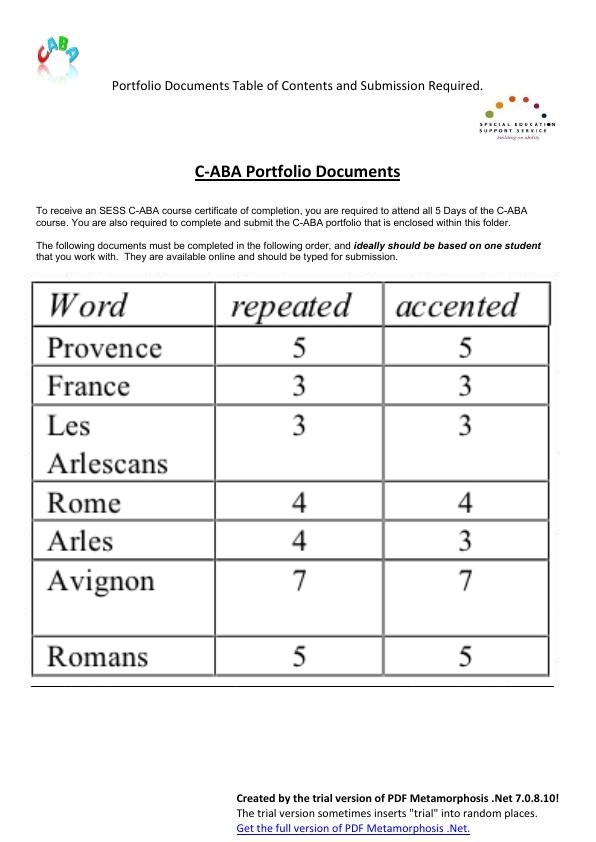 CABA
Portfolio Documents Table of Contents and Submission Required.
SPECIAL EDUCATION
SUPPORT SERVICE
building on ability
C-ABA Portfolio Documents
To receive an SESS C-ABA course certificate of completion, you are required to attend all 5 Days of the C-ABA
course. You are also required to complete and submit the C-ABA portfolio that is enclosed within this folder.
The following documents must be completed in the following order, and ideally should be based on one student
that you work with. They are available online and should be typed for submission.
Word repeated accented
Provence 5 5
France 3 3
Les 3 3
Arlescans
Rome 4 4
Arles 4 3
Avignon 7 7
Romans 5 5
Created by the trial version of PDF Metamorphosis .Net 7.0.8.10!
The trial version sometimes inserts "trial" into random places.
Get the full version of PDF Metamorphosis .Net.